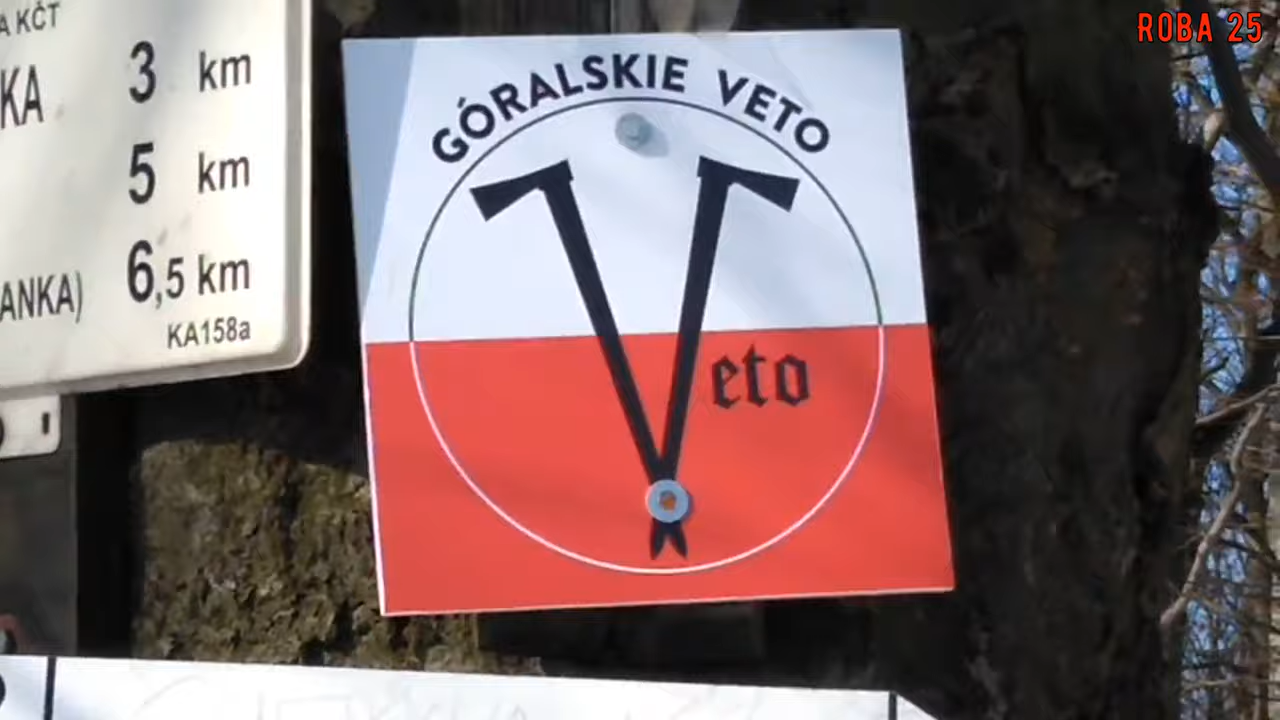 A KČT
KA 3 km
5 km
ANKA) 6,5 km
KA158a
GÓRALSKIE VETO
Veto
ROBA 25